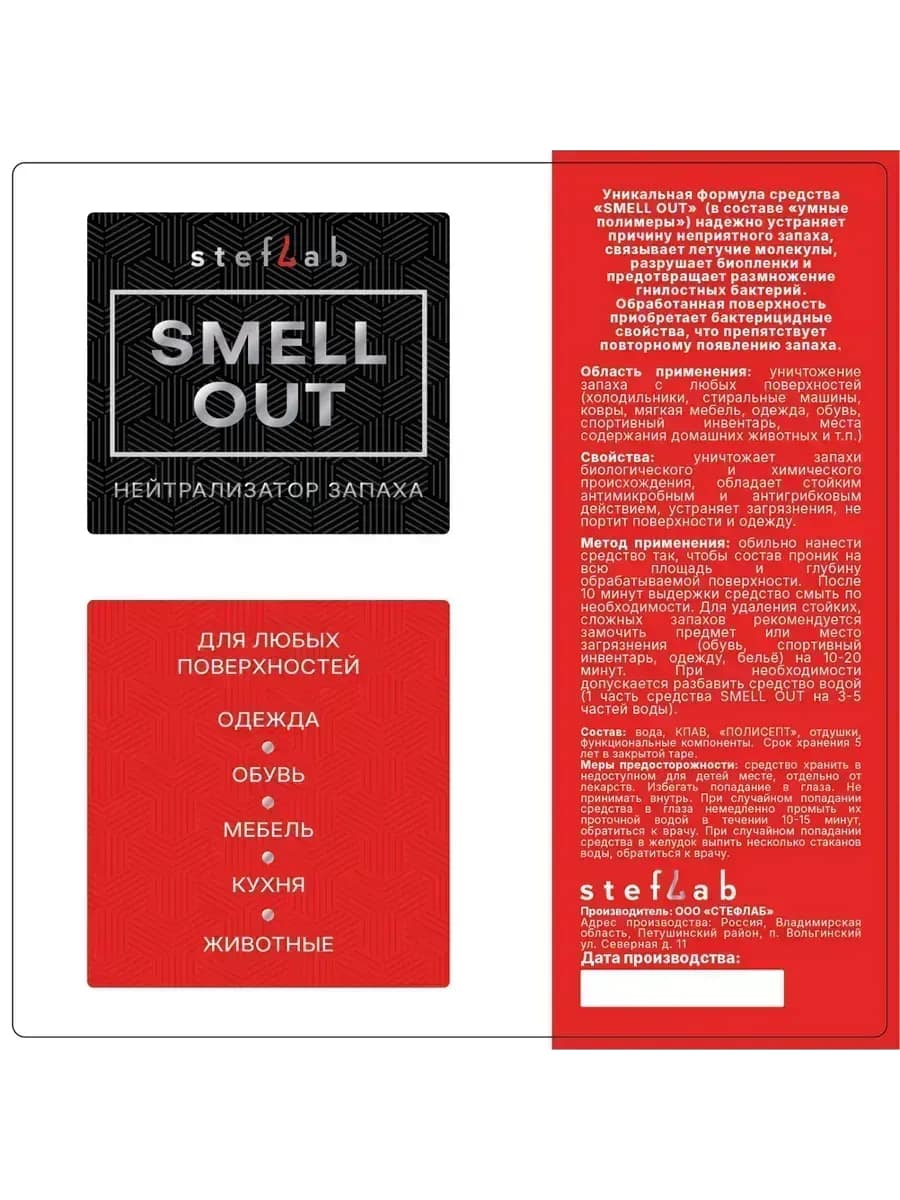 stefLab
SMELL
OUT
НЕЙТРАЛИЗАТОР ЗАПАХА
ДЛЯ ЛЮБЫХ
ПОВЕРХНОСТЕЙ
ОДЕЖДА
ОБУВЬ
МЕБЕЛЬ
КУХНЯ
ЖИВОТНЫЕ
Уникальная формула средства
«SMELL OUT» (в составе «умные
полимеры») надежно устраняет
причину неприятного запаха,
связывает летучие молекулы,
разрушает биопленки и
предотвращает размножение
гнилостных бактерий.
Обработанная поверхность
приобретает бактерицидные
свойства, что препятствует
повторному появлению запаха.
Область применения: уничтожение
запаха с любых поверхностей
(холодильники, стиральные машины,
ковры, мягкая мебель, одежда, обувь,
спортивный инвентарь, места
содержания домашних животных и т.п.)
Свойства: уничтожает запахи
биологического и химического
происхождения, обладает стойким
антимикробным и антигрибковым
действием, устраняет загрязнения, не
портит поверхности и одежду.
Метод применения: обильно нанести
средство так, чтобы состав проник на
всю площадь и глубину
обрабатываемой поверхности. После
10 минут выдержки средство смыть по
необходимости. Для удаления стойких,
сложных запахов рекомендуется
замочить предмет или место
загрязнения (обувь, спортивный
инвентарь, одежду, бельё) на 10-20
минут. При необходимости
допускается разбавить средство водой
(1 часть средства SMELL OUT на 3-5
частей воды).
Состав: вода, КПАВ, «ПОЛИСЕПТ», отдушки,
функциональные компоненты. Срок хранения 5
лет в закрытой таре.
Меры предосторожности: средство хранить в
недоступном для детей месте, отдельно от
лекарств. Избегать попадание в глаза. Не
принимать внутрь. При случайном попадании
средства в глаза немедленно промыть их
проточной водой в течении 10-15 минут,
обратиться к врачу. При случайном попадании
средства в желудок выпить несколько стаканов
воды, обратиться к врачу.
stefLab
Производитель: ООО «СТЕФЛАБ»
Адрес производства: Россия, Владимирская
область, Петушинский район, п. Вольгинский
ул. Северная д. 11
Дата производства: